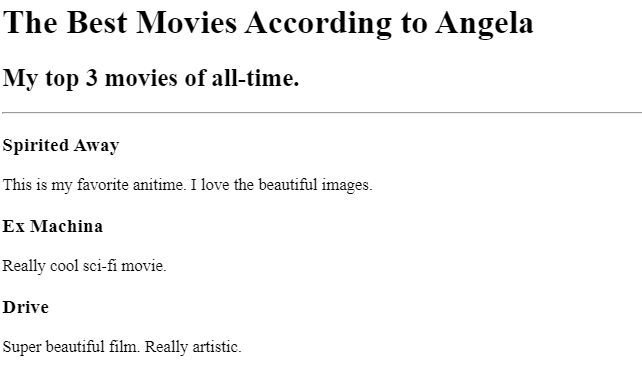 The Best Movies According to Angela
My top 3 movies of all-time.
Spirited Away
This is my favorite anitime. I love the beautiful images.
Ex Machina
Really cool sci-fi movie.
Drive
Super beautiful film. Really artistic.